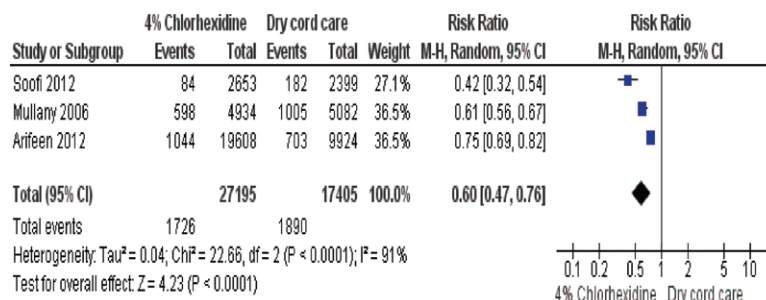 4% Chlorhexidine Dry cord care Risk Ratio Risk Ratio
Study or Subgroup Events Total Events Total Weight M-H, Random, 95% CI M-H, Random, 95% CI
Soofi 2012 84 2653 182 2399 27.1% 0.42 [0.32, 0.54]
Mullany 2006 598 4934 1005 5082 36.5% 0.61 [0.56, 0.67]
Arifeen 2012 1044 19608 703 9924 36.5% 0.75 [0.69, 0.82]
Total (95% CI) 27195 17405 100.0% 0.60 [0.47, 0.76]
Total events 1726 1890
Heterogeneity: Tau² = 0.04; Chi² = 22.66, df = 2 (P < 0.0001); I² = 91%
Test for overall effect: Z = 4.23 (P < 0.0001)
0.1 0.2 0.5 1 2 5 10
4% Chlorhexidine Dry cord care